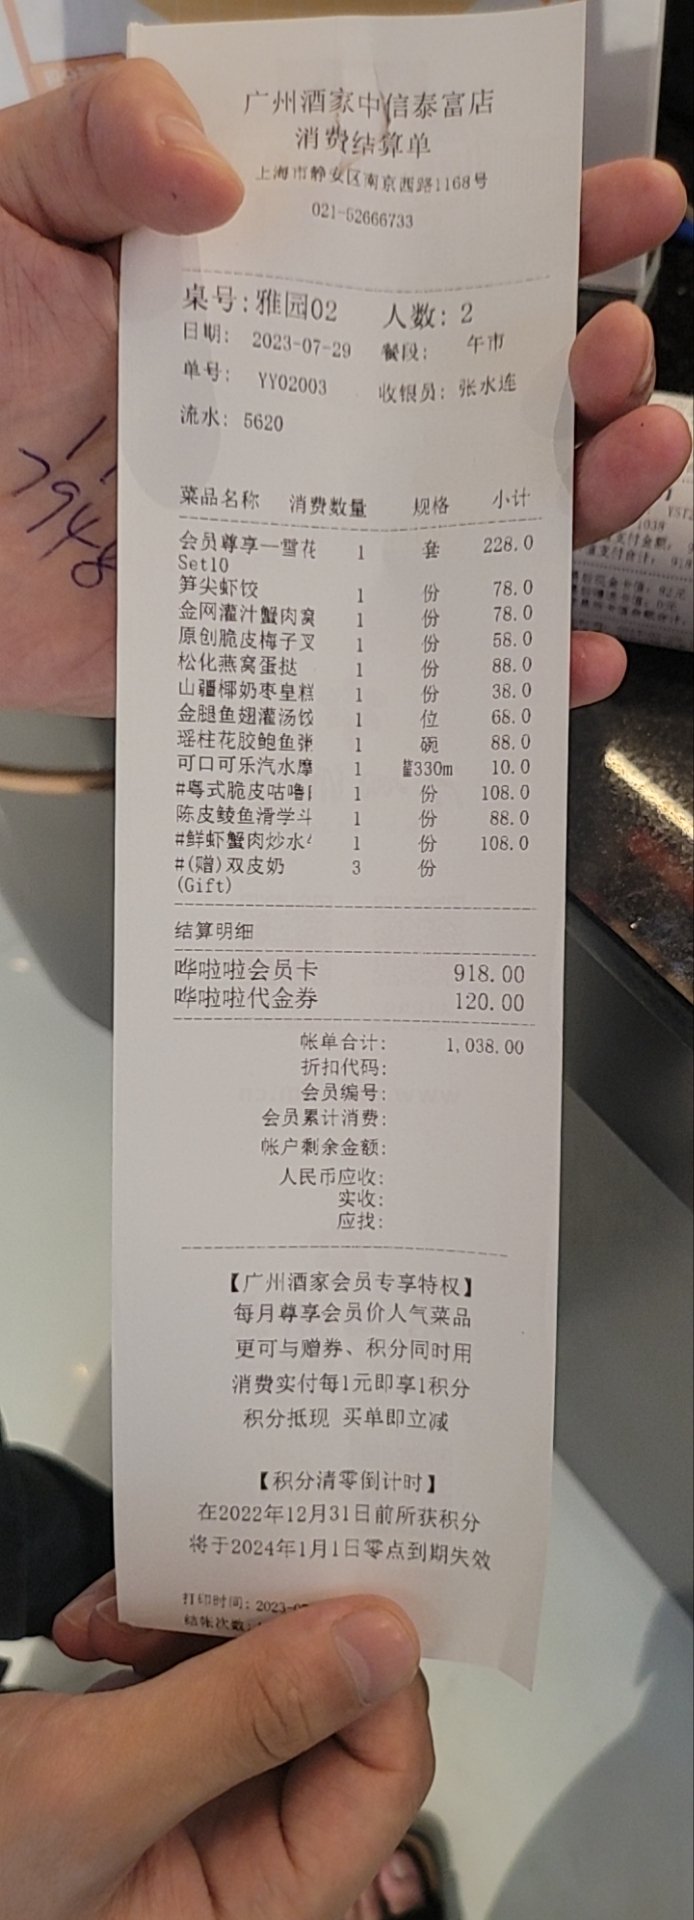 广州酒家中信泰富店
消费结算单
上海市静安区南京西路1168号
021-52666733
桌号:雅园02 人数: 2
日期: 2023-07-29 餐段: 午市
单号: YY02003 收银员: 张水连
流水: 5620
菜品名称 消费数量 规格 小计
会员尊享一雪花 1 套 228.0
Set10
笋尖虾饺 1 份 78.0
金网灌汁蟹肉窝 1 份 78.0
原创脆皮梅子叉 1 份 58.0
松化燕窝蛋挞 1 份 88.0
山疆椰奶枣皇糕 1 份 38.0
金腿鱼翅灌汤饺 1 位 68.0
瑶柱花胶鲍鱼粥 1 碗 88.0
可口可乐汽水摩 1 330m 10.0
#粤式脆皮咕噜 1 份 108.0
陈皮鲮鱼滑学斗 1 份 88.0
#鲜虾蟹肉炒水 1 份 108.0
#(赠)双皮奶 3 份
(Gift)
结算明细
哗啦啦会员卡 918.00
哗啦啦代金券 120.00
帐单合计: 1,038.00
折扣代码:
会员编号:
会员累计消费:
帐户剩余金额:
人民币应收:
实收:
应找:
【广州酒家会员专享特权】
每月尊享会员价人气菜品
更可与赠券、积分同时用
消费实付每1元即享1积分
积分抵现 买单即立减
【积分清零倒计时】
在2022年12月31日前所获积分
将于2024年1月1日零点到期失效
打印时间: 2023-0
结帐次数:
7948